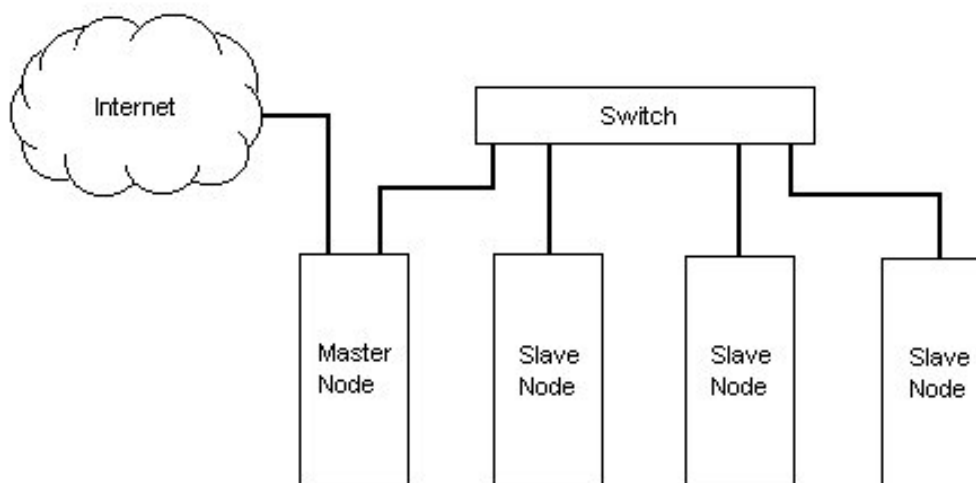 Internet
Switch
Master
Node
Slave
Node
Slave
Node
Slave
Node